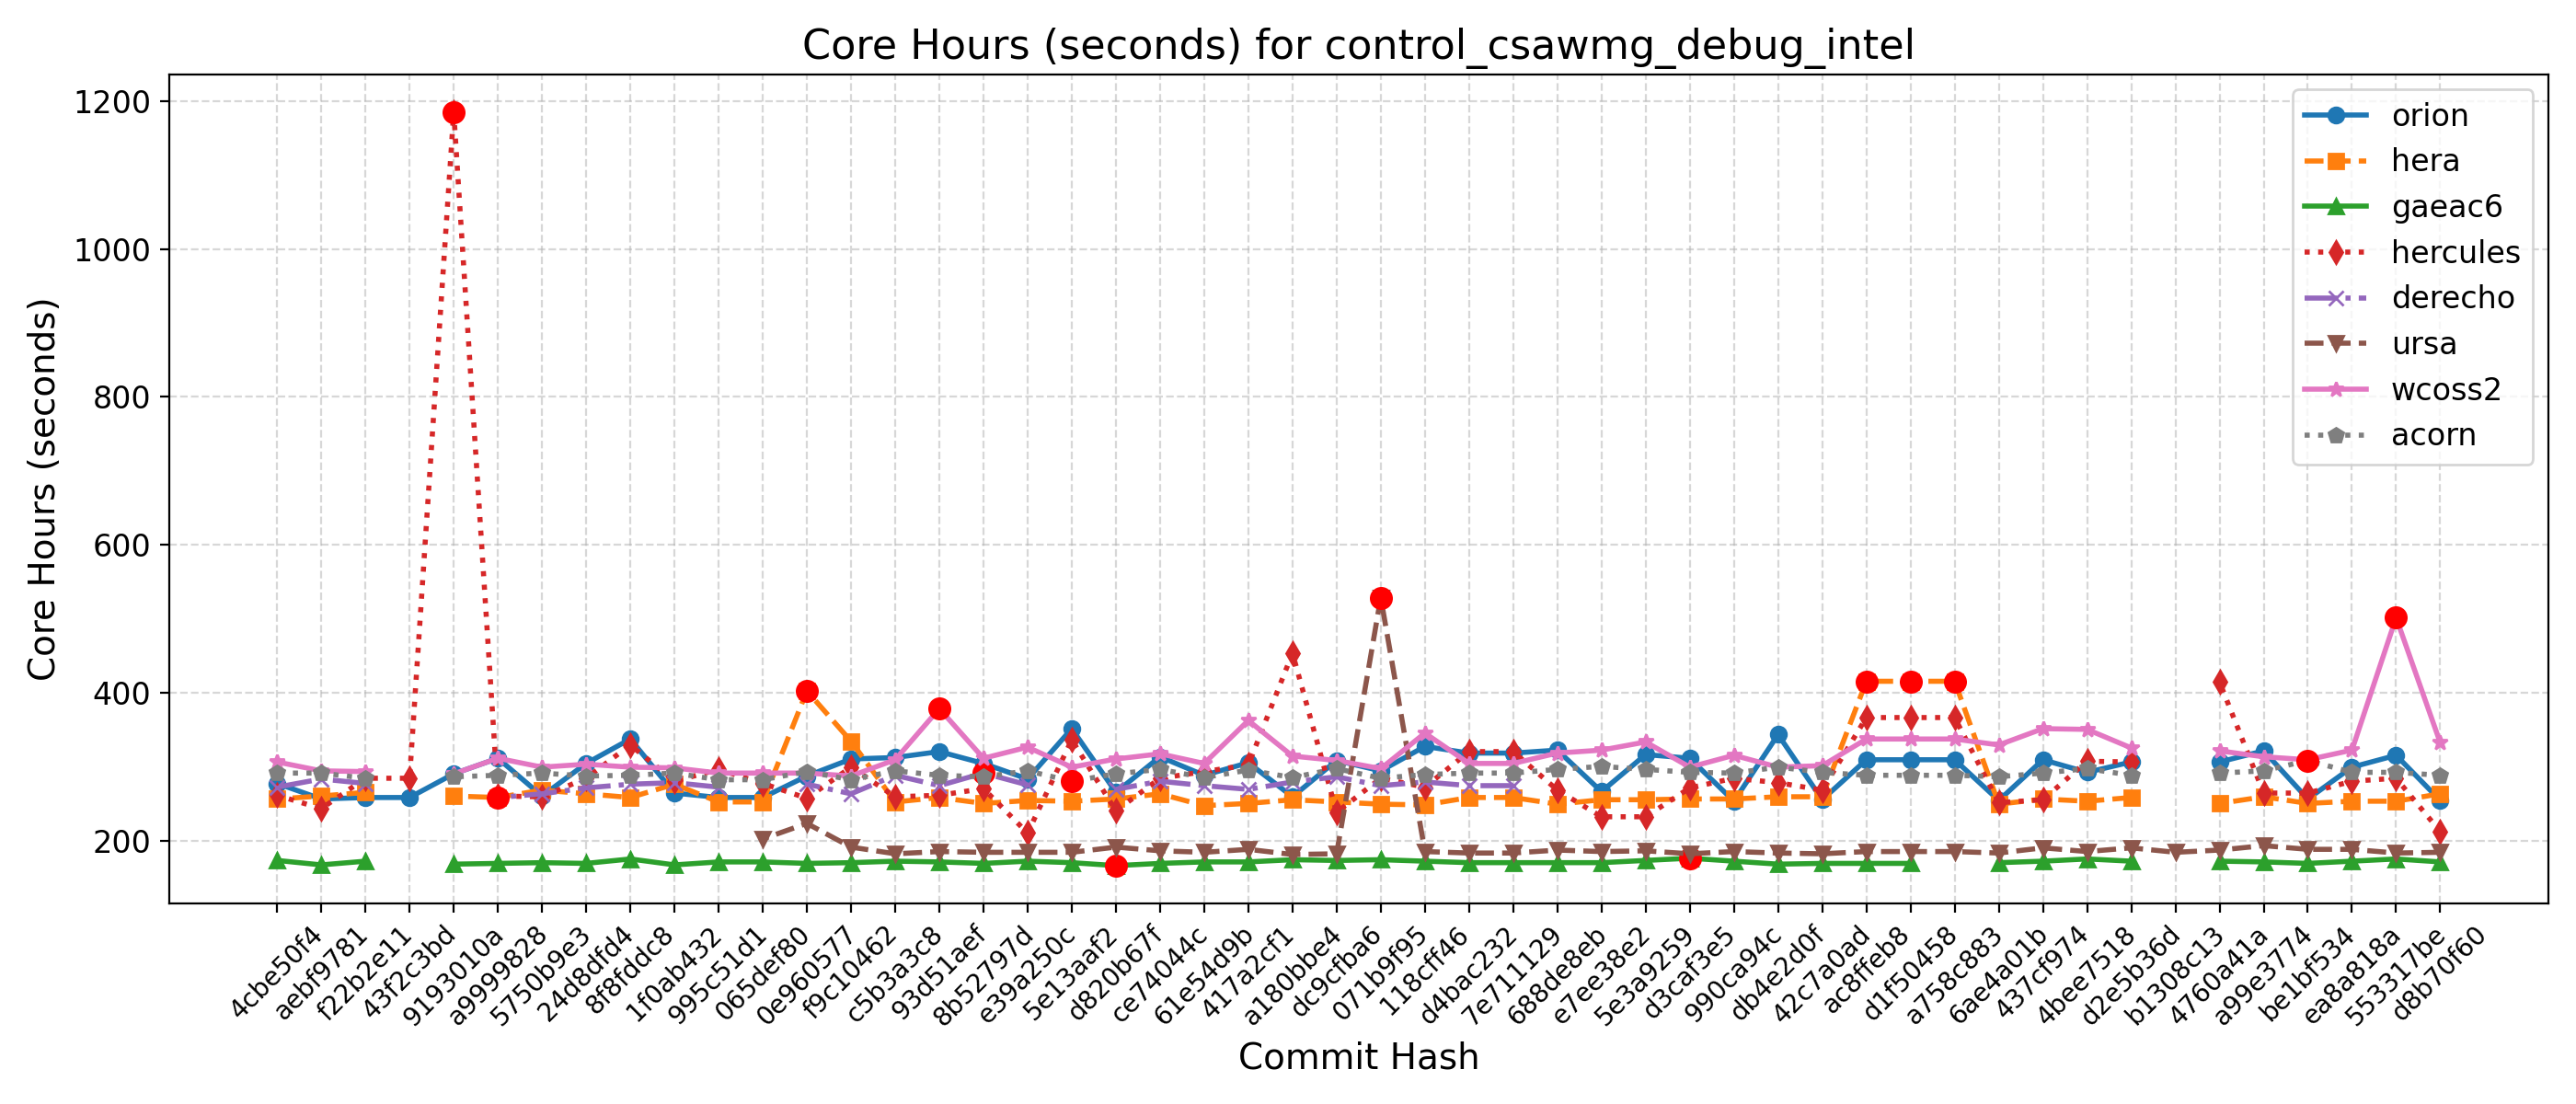 Core Hours (seconds) for control_csawmg_debug_intel
Core Hours (seconds)
1200
1000
800
600
400
200
orion
hera
gaeac6
hercules
derecho
ursa
wcoss2
acorn
4cbe50f4
aebf9781
f22b2e11
43f2c3bd
9193010a
a9999828
5750b9e3
24d8dfd4
8f8fddc8
1f0ab432
995c51d1
065def80
0e960577
f9c10462
c5b3a3c8
93d51aef
8b52797d
e39a250c
5e13aaf2
d820b67f
ce74044c
61e54d9b
417a2cf1
a180bbe4
dc9cfba6
071b9f95
118cff46
d4bac232
7e711129
688de8eb
e7ee38e2
5e3a9259
d3caf3e5
990ca94c
db4e2d0f
42c7a0ad
ac8ffeb8
d1f50458
a758c883
6ae4a01b
437cf974
4bee7518
d2e5b36d
b1308c13
4760a41a
a99e3774
be1bf534
ea8a818a
553317be
d8b70f60
Commit Hash